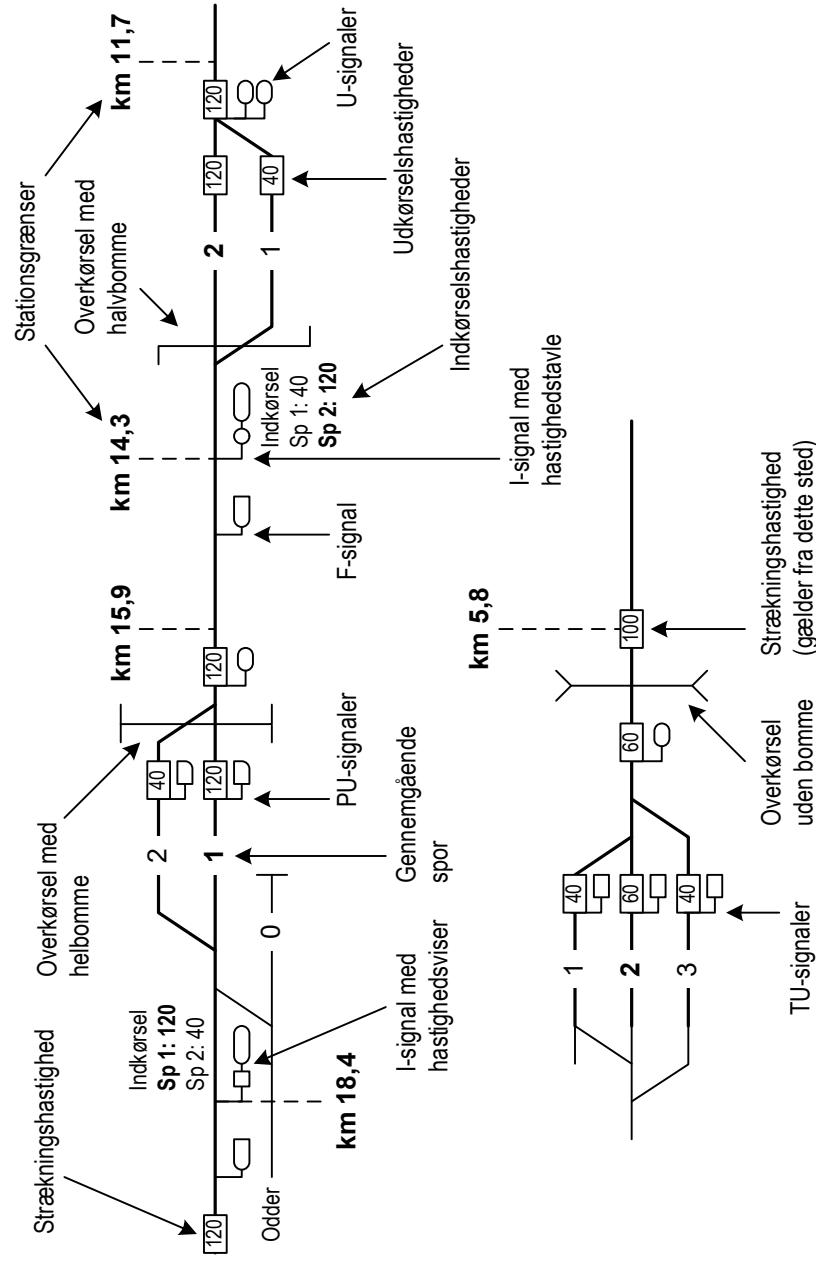 Strækningshastighed
120
Odder
Indkørsel
Sp 1: 120
Sp 2: 40
km 18,4
I-signal med
hastighedsviser
0
Overkørsel med
helbomme
2
1
40
120
Gennemgående
spor
PU-signaler
120
km 15,9
F-signal
Stationsgrænser
km 14,3
I-signal med
hastighedstavle
Indkørsel
Sp 1: 40
Sp 2: 120
Indkørselshastigheder
Overkørsel med
halvbomme
2
1
120
40
Udkørselshastigheder
120
U-signaler
km 11,7
1
2
3
40
60
40
TU-signaler
60
Overkørsel
uden bomme
100
km 5,8
Strækningshastighed
(gælder fra dette sted)